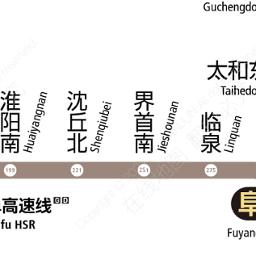 Guchengdo
太和东
Taihedo
淮阳南
Huaiyangnan
沈丘北
Shenqiubei
界首南
Jieshounan
临泉
Linquan
199
221
251
275
高速线
fu HSR
阜
Fuyan